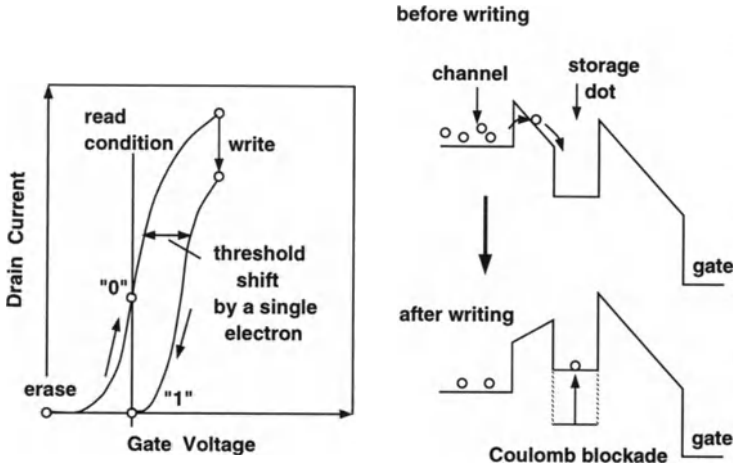 before writing
channel
storage
dot
read
condition
write
Drain Current
threshold
shift
by a single
electron
"0"
"1"
erase
Gate Voltage
gate
after writing
gate
Coulomb blockade